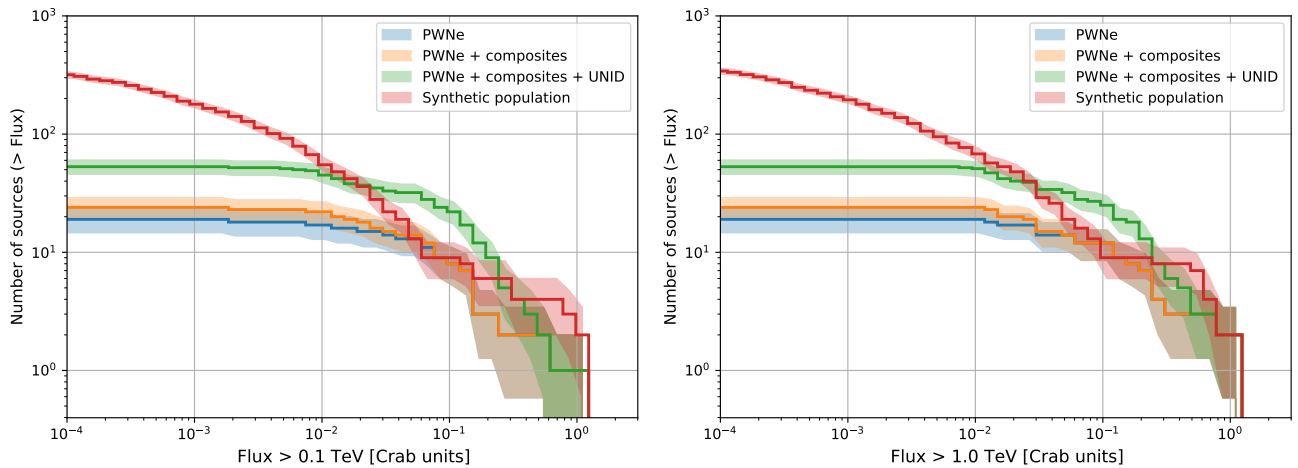 Number of sources (> Flux)
10³
10²
10¹
10⁰
PWNe
PWNe + composites
PWNe + composites + UNID
Synthetic population
10⁻⁴
10⁻³
10⁻²
10⁻¹
10⁰
Flux > 0.1 TeV [Crab units]
Number of sources (> Flux)
10³
10²
10¹
10⁰
PWNe
PWNe + composites
PWNe + composites + UNID
Synthetic population
10⁻⁴
10⁻³
10⁻²
10⁻¹
10⁰
Flux > 1.0 TeV [Crab units]